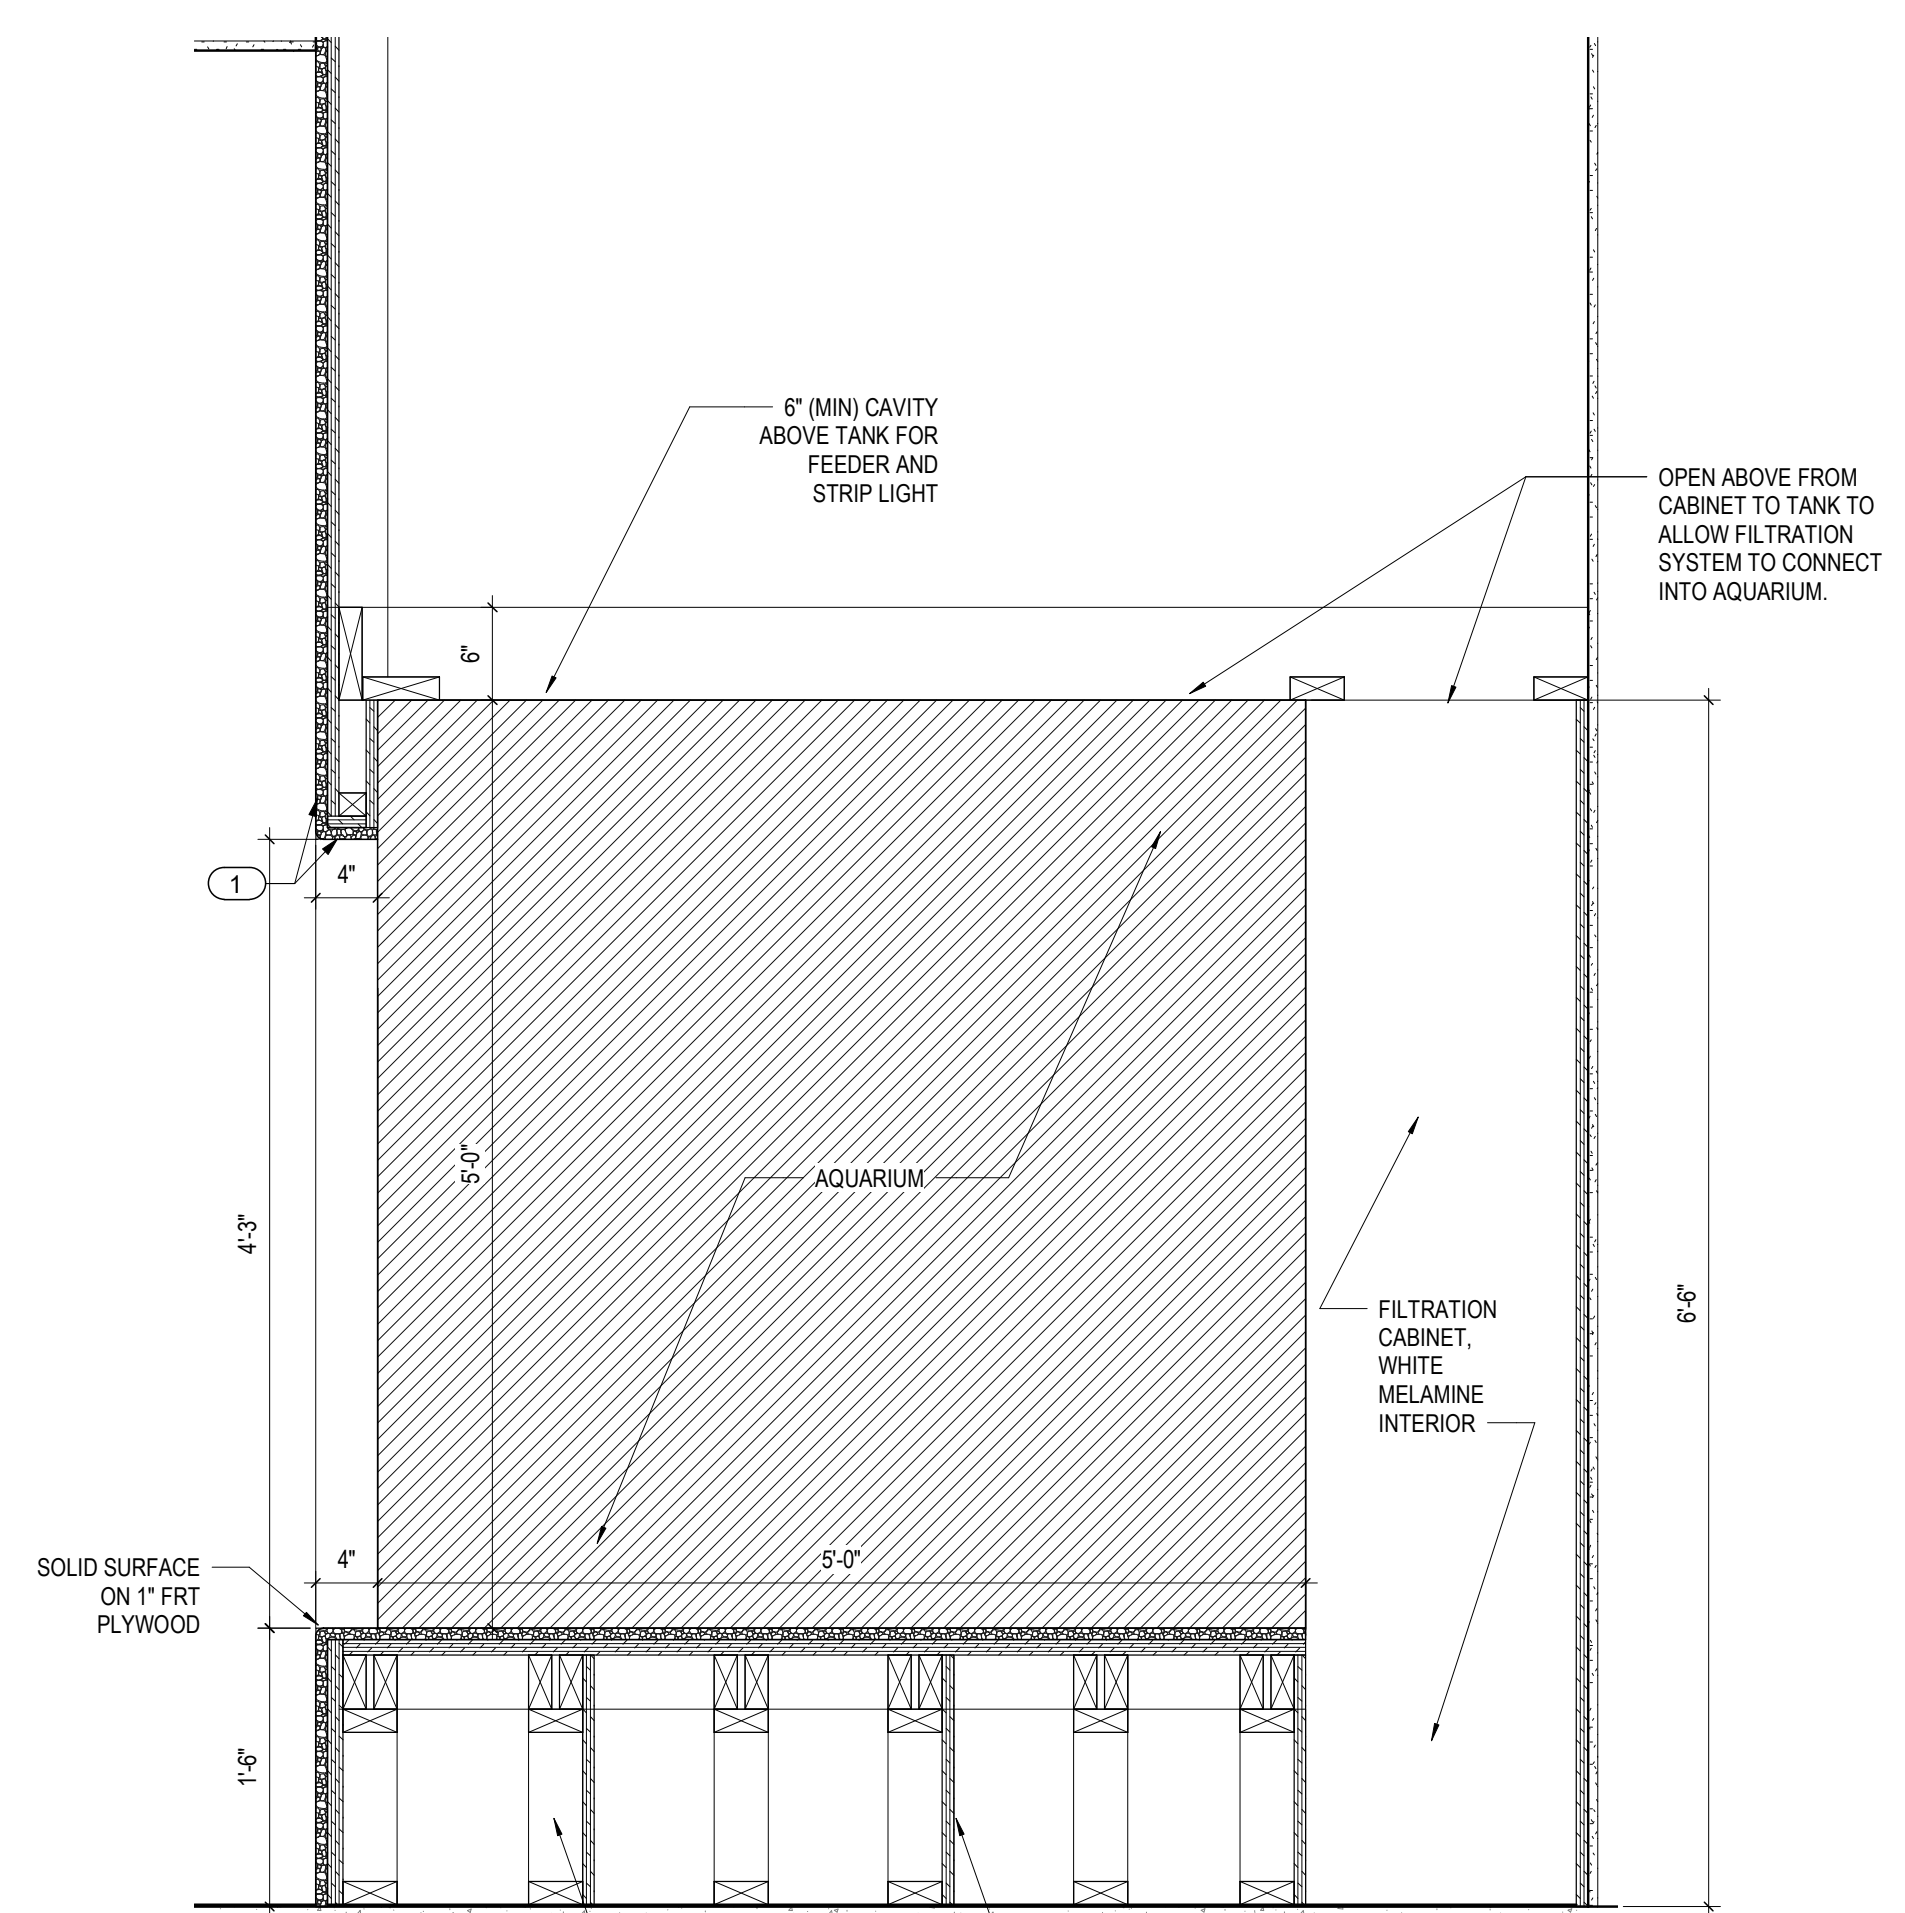 6" (MIN) CAVITY
ABOVE TANK FOR
FEEDER AND
STRIP LIGHT
OPEN ABOVE FROM
CABINET TO TANK TO
ALLOW FILTRATION
SYSTEM TO CONNECT
INTO AQUARIUM.
6"
4"
1
5'-0"
AQUARIUM
4'-3"
FILTRATION
CABINET,
WHITE
MELAMINE
INTERIOR
6'-6"
4"
5'-0"
SOLID SURFACE
ON 1" FRT
PLYWOOD
1'-6"